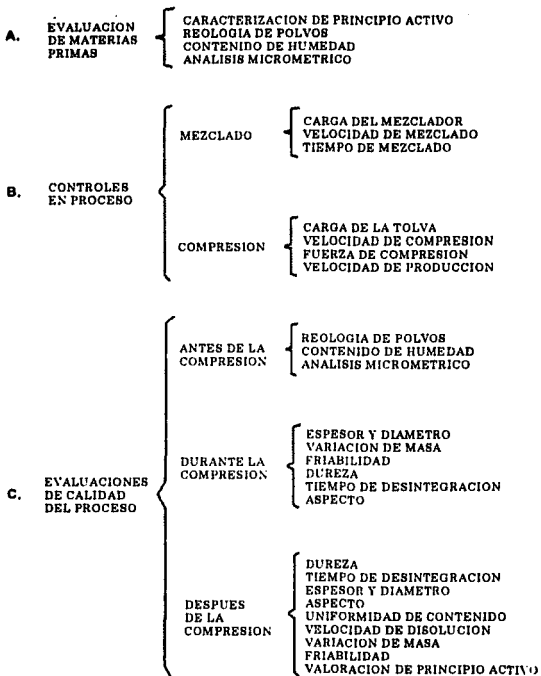 A. EVALUACION
DE MATERIAS
PRIMAS
CARACTERIZACION DE PRINCIPIO ACTIVO
REOLOGIA DE POLVOS
CONTENIDO DE HUMEDAD
ANALISIS MICROMETRICO
B. CONTROLES
EN PROCESO
MEZCLADO
CARGA DEL MEZCLADOR
VELOCIDAD DE MEZCLADO
TIEMPO DE MEZCLADO
COMPRESION
CARGA DE LA TOLVA
VELOCIDAD DE COMPRESION
FUERZA DE COMPRESION
VELOCIDAD DE PRODUCCION
C. EVALUACIONES
DE CALIDAD
DEL PROCESO
ANTES DE LA
COMPRESION
REOLOGIA DE POLVOS
CONTENIDO DE HUMEDAD
ANALISIS MICROMETRICO
DURANTE LA
COMPRESION
ESPESOR Y DIAMETRO
VARIACION DE MASA
FRIABILIDAD
DUREZA
TIEMPO DE DESINTEGRACION
ASPECTO
DESPUES
DE LA
COMPRESION
DUREZA
TIEMPO DE DESINTEGRACION
ESPESOR Y DIAMETRO
ASPECTO
UNIFORMIDAD DE CONTENIDO
VELOCIDAD DE DISOLUCION
VARIACION DE MASA
FRIABILIDAD
VALORACION DE PRINCIPIO ACTIVO